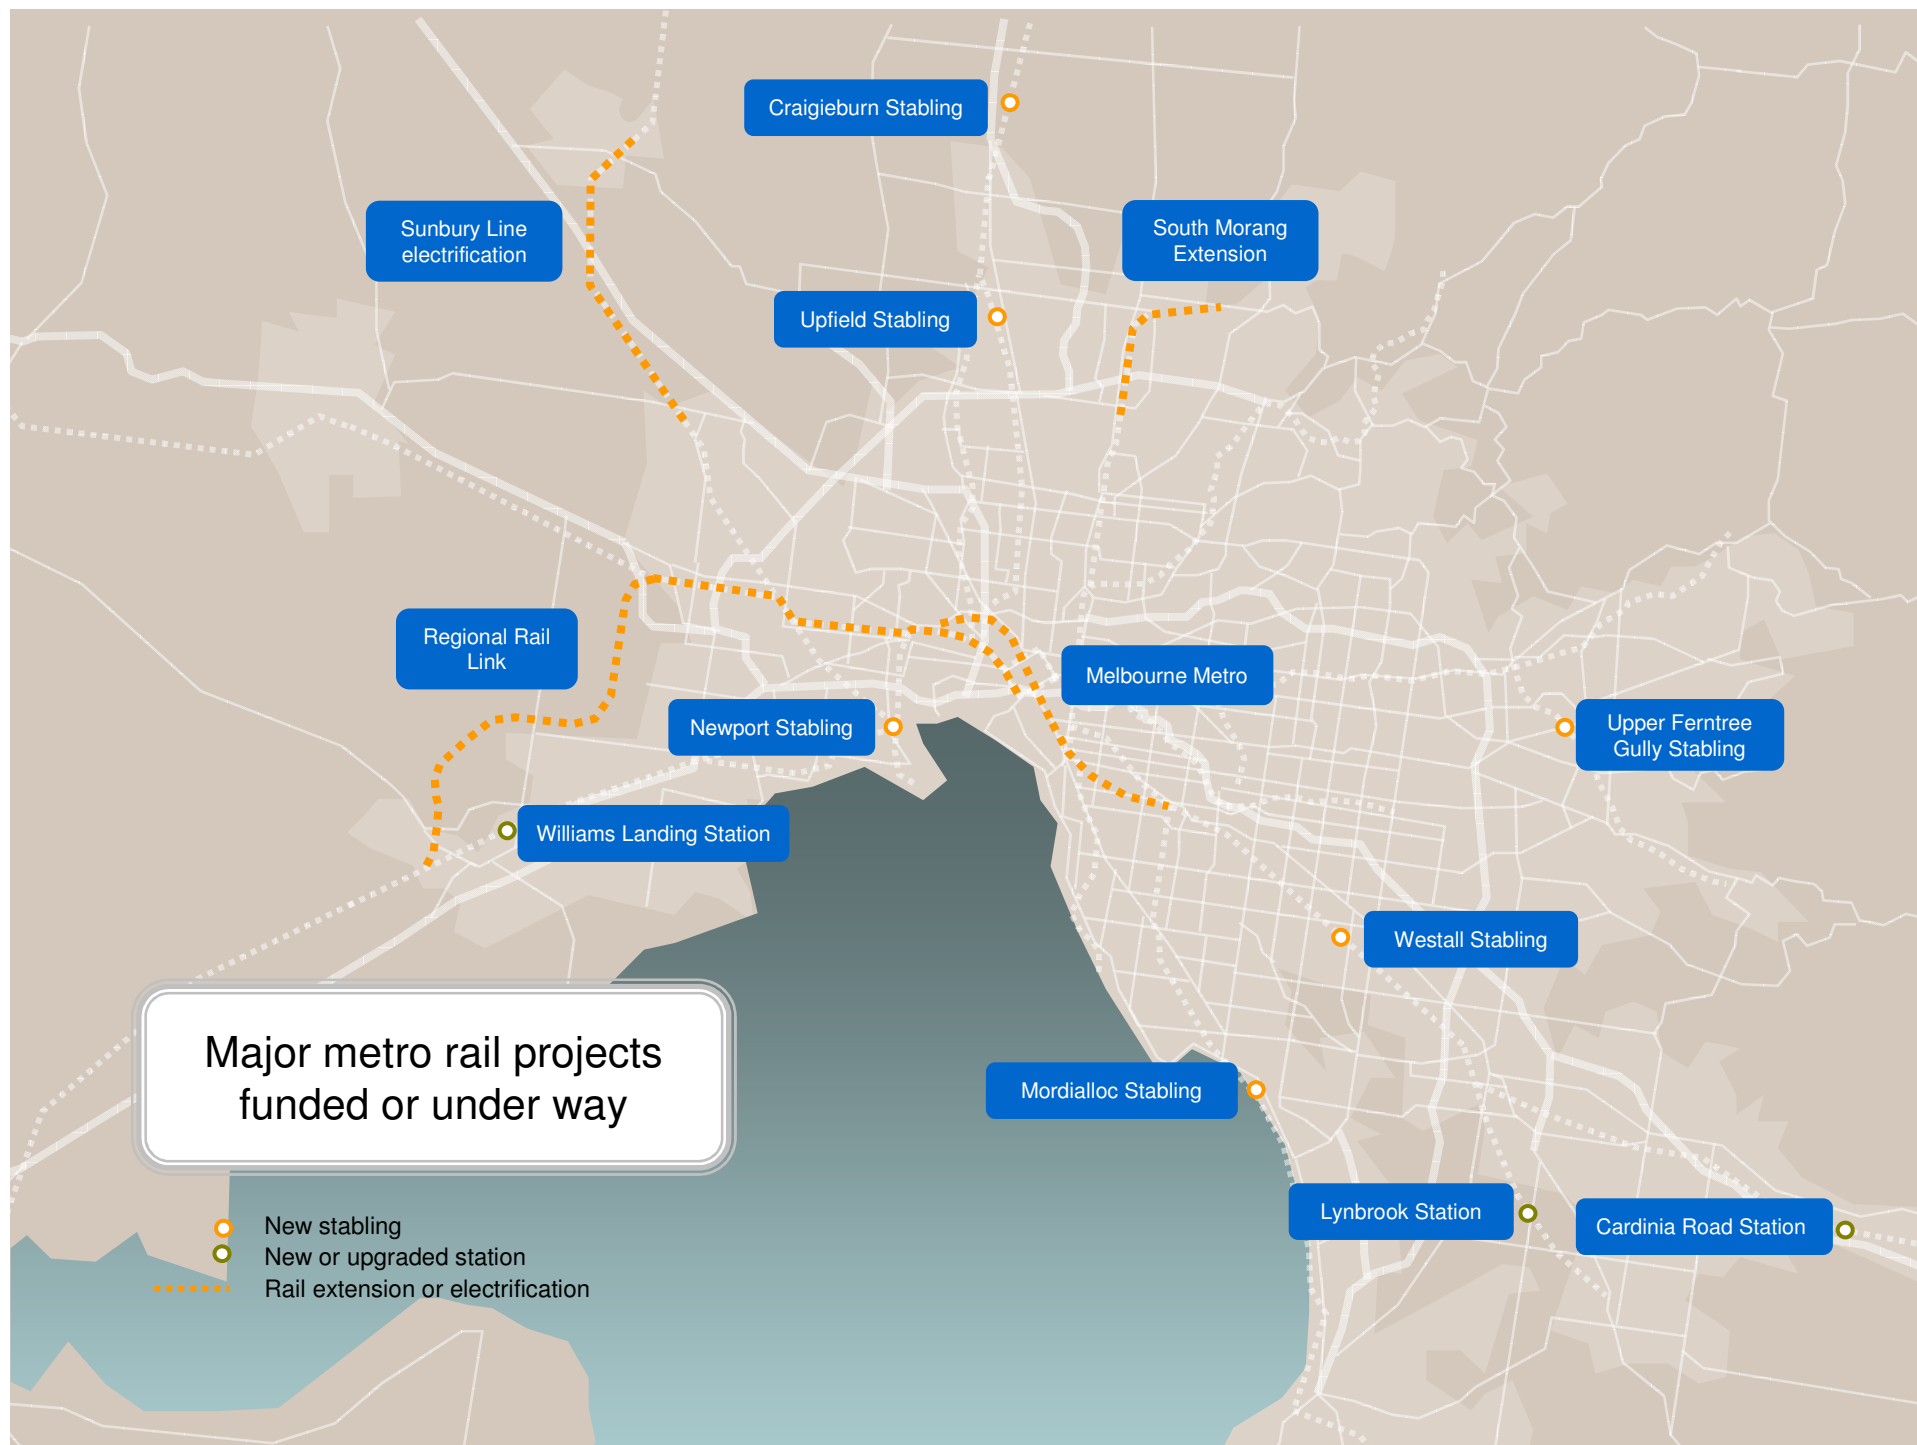 Craigieburn Stabling
Sunbury Line
electrification
South Morang
Extension
Upfield Stabling
Regional Rail
Link
Melbourne Metro
Newport Stabling
Upper Ferntree
Gully Stabling
Williams Landing Station
Westall Stabling
Major metro rail projects
funded or under way
Mordialloc Stabling
Lynbrook Station
Cardinia Road Station
New stabling
New or upgraded station
Rail extension or electrification